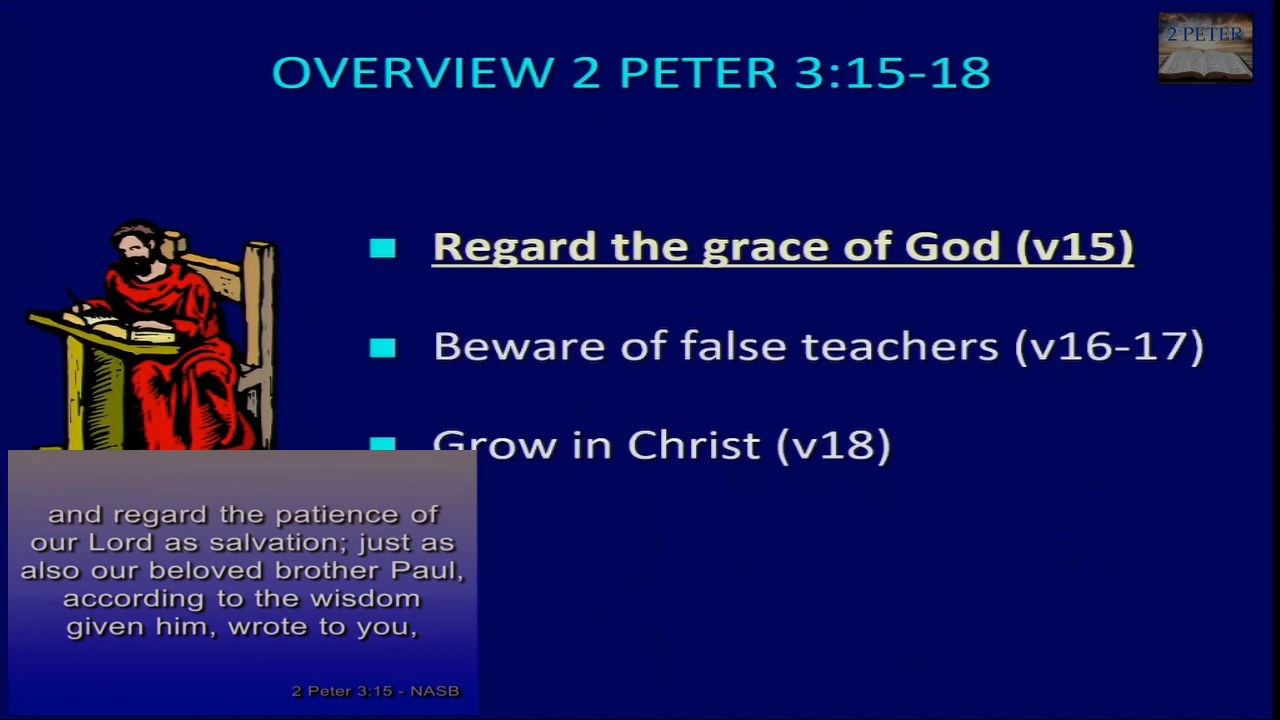 OVERVIEW 2 PETER 3:15-18
2 PETER
Regard the grace of God (v15)
Beware of false teachers (v16-17)
Grow in Christ (v18)
and regard the patience of
our Lord as salvation; just as
also our beloved brother Paul,
according to the wisdom
given him, wrote to you,
2 Peter 3:15 - NASB